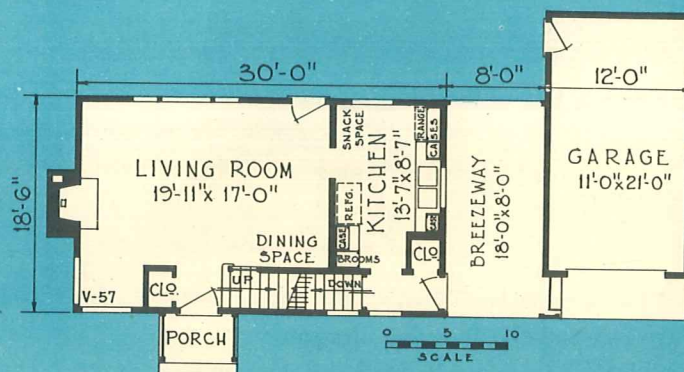 30'-0"
8'-0"
12'-0"
18'-6"
LIVING ROOM
19'-11" x 17'-0"
DINING
SPACE
SNACK
SPACE
KITCHEN
13'-7" x 8'-7"
RANGE
CASES
REFG.
CASE
BROOMS
CLO.
BREEZEWAY
18'-0" x 8'-0"
GARAGE
11'-0" x 21'-0"
V-57
CLO.
UP
DOWN
PORCH
0 5 10
SCALE